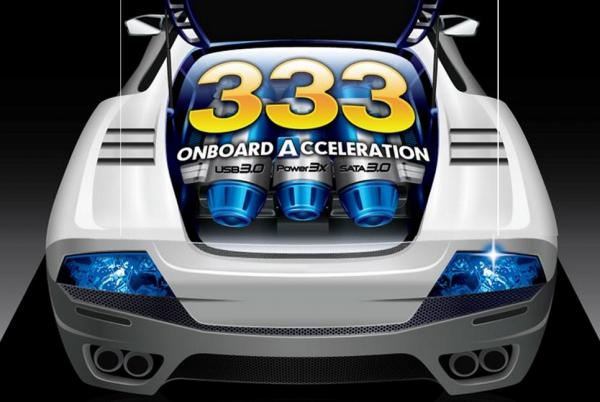 333
ONBOARD ACCELERATION
USB3.0 Power3x SATA3.0